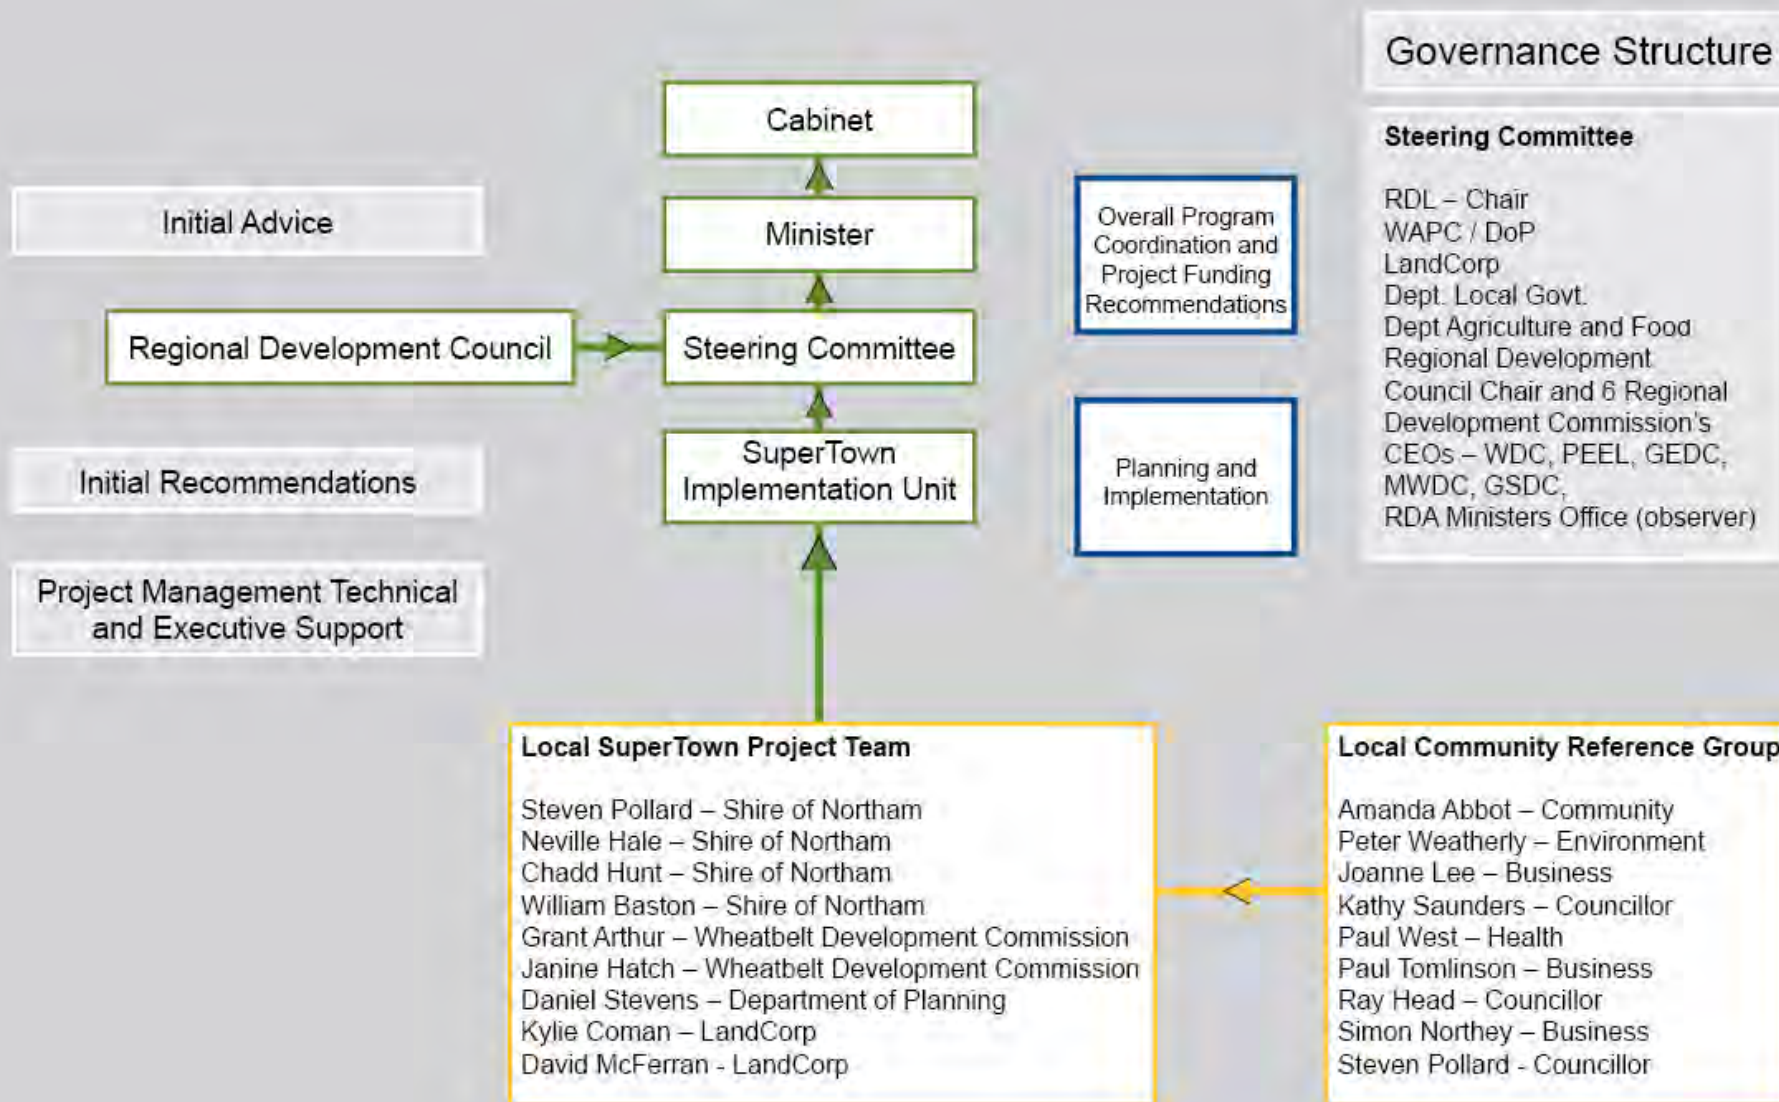 Governance Structure
Cabinet
Minister
Regional Development Council
Steering Committee
SuperTown
Implementation Unit
Initial Advice
Initial Recommendations
Project Management Technical
and Executive Support
Overall Program
Coordination and
Project Funding
Recommendations
Planning and
Implementation
Steering Committee
RDL – Chair
WAPC / DoP
LandCorp
Dept. Local Govt.
Dept Agriculture and Food
Regional Development
Council Chair and 6 Regional
Development Commission's
CEOs – WDC, PEEL, GEDC,
MWDC, GSDC,
RDA Ministers Office (observer)
Local SuperTown Project Team
Steven Pollard – Shire of Northam
Neville Hale – Shire of Northam
Chadd Hunt – Shire of Northam
William Baston – Shire of Northam
Grant Arthur – Wheatbelt Development Commission
Janine Hatch – Wheatbelt Development Commission
Daniel Stevens – Department of Planning
Kylie Coman – LandCorp
David McFerran - LandCorp
Local Community Reference Group
Amanda Abbot – Community
Peter Weatherly – Environment
Joanne Lee – Business
Kathy Saunders – Councillor
Paul West – Health
Paul Tomlinson – Business
Ray Head – Councillor
Simon Northey – Business
Steven Pollard - Councillor